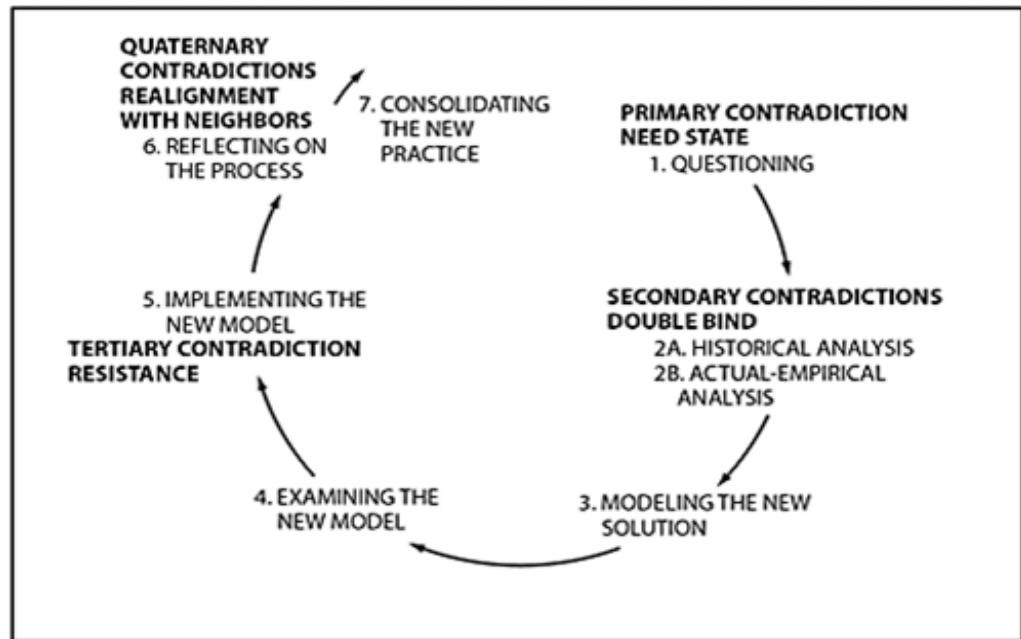 PRIMARY CONTRADICTION
NEED STATE
1. QUESTIONING
SECONDARY CONTRADICTIONS
DOUBLE BIND
2A. HISTORICAL ANALYSIS
2B. ACTUAL-EMPIRICAL
ANALYSIS
3. MODELING THE NEW
SOLUTION
4. EXAMINING THE
NEW MODEL
5. IMPLEMENTING THE
NEW MODEL
TERTIARY CONTRADICTION
RESISTANCE
QUATERNARY
CONTRADICTIONS
REALIGNMENT
WITH NEIGHBORS
6. REFLECTING ON
THE PROCESS
7. CONSOLIDATING
THE NEW
PRACTICE